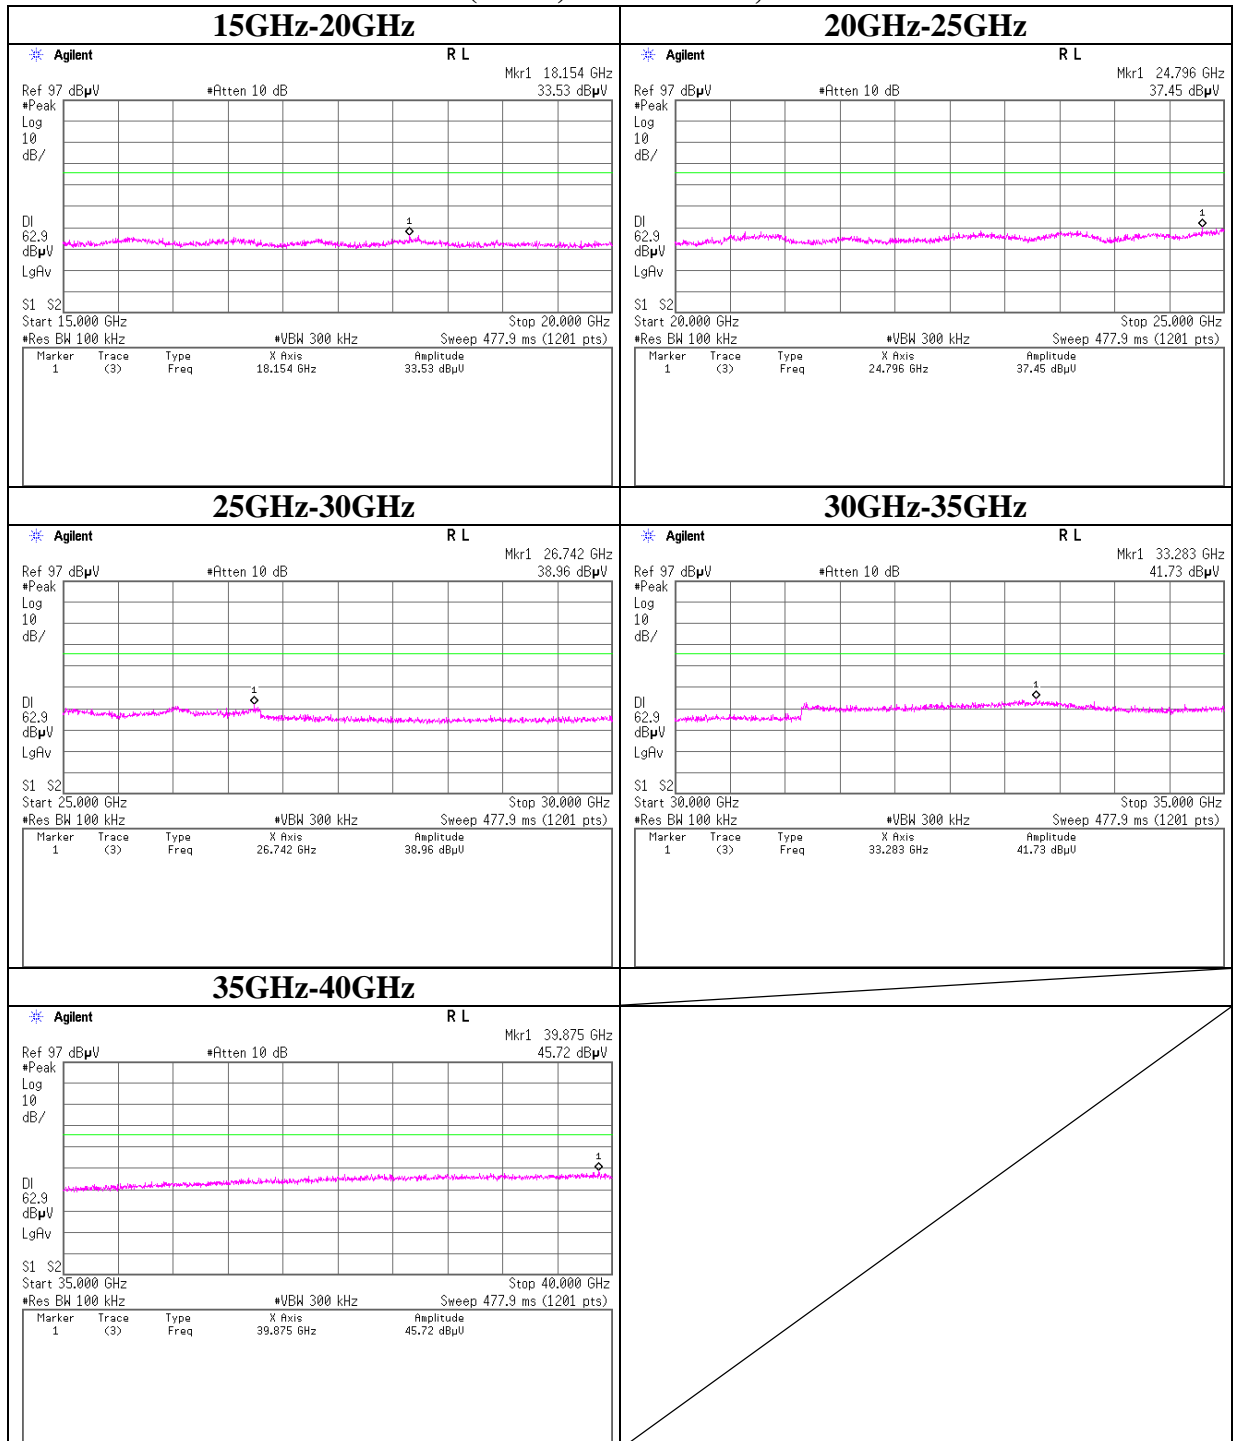 15GHz-20GHz
Agilent
R L
Mkr1 18.154 GHz
Ref 97 dBµV #Atten 10 dB 33.53 dBµV
#Peak
Log
10
dB/
1
DI
62.9
dBµV
LgAv
S1 S2
Start 15.000 GHz Stop 20.000 GHz
#Res BW 100 kHz #VBW 300 kHz Sweep 477.9 ms (1201 pts)
Marker Trace Type X Axis Amplitude
1 (3) Freq 18.154 GHz 33.53 dBµV
20GHz-25GHz
Agilent
R L
Mkr1 24.796 GHz
Ref 97 dBµV #Atten 10 dB 37.45 dBµV
#Peak
Log
10
dB/
1
DI
62.9
dBµV
LgAv
S1 S2
Start 20.000 GHz Stop 25.000 GHz
#Res BW 100 kHz #VBW 300 kHz Sweep 477.9 ms (1201 pts)
Marker Trace Type X Axis Amplitude
1 (3) Freq 24.796 GHz 37.45 dBµV
25GHz-30GHz
Agilent
R L
Mkr1 26.742 GHz
Ref 97 dBµV #Atten 10 dB 38.96 dBµV
#Peak
Log
10
dB/
1
DI
62.9
dBµV
LgAv
S1 S2
Start 25.000 GHz Stop 30.000 GHz
#Res BW 100 kHz #VBW 300 kHz Sweep 477.9 ms (1201 pts)
Marker Trace Type X Axis Amplitude
1 (3) Freq 26.742 GHz 38.96 dBµV
30GHz-35GHz
Agilent
R L
Mkr1 33.283 GHz
Ref 97 dBµV #Atten 10 dB 41.73 dBµV
#Peak
Log
10
dB/
1
DI
62.9
dBµV
LgAv
S1 S2
Start 30.000 GHz Stop 35.000 GHz
#Res BW 100 kHz #VBW 300 kHz Sweep 477.9 ms (1201 pts)
Marker Trace Type X Axis Amplitude
1 (3) Freq 33.283 GHz 41.73 dBµV
35GHz-40GHz
Agilent
R L
Mkr1 39.875 GHz
Ref 97 dBµV #Atten 10 dB 45.72 dBµV
#Peak
Log
10
dB/
1
DI
62.9
dBµV
LgAv
S1 S2
Start 35.000 GHz Stop 40.000 GHz
#Res BW 100 kHz #VBW 300 kHz Sweep 477.9 ms (1201 pts)
Marker Trace Type X Axis Amplitude
1 (3) Freq 39.875 GHz 45.72 dBµV